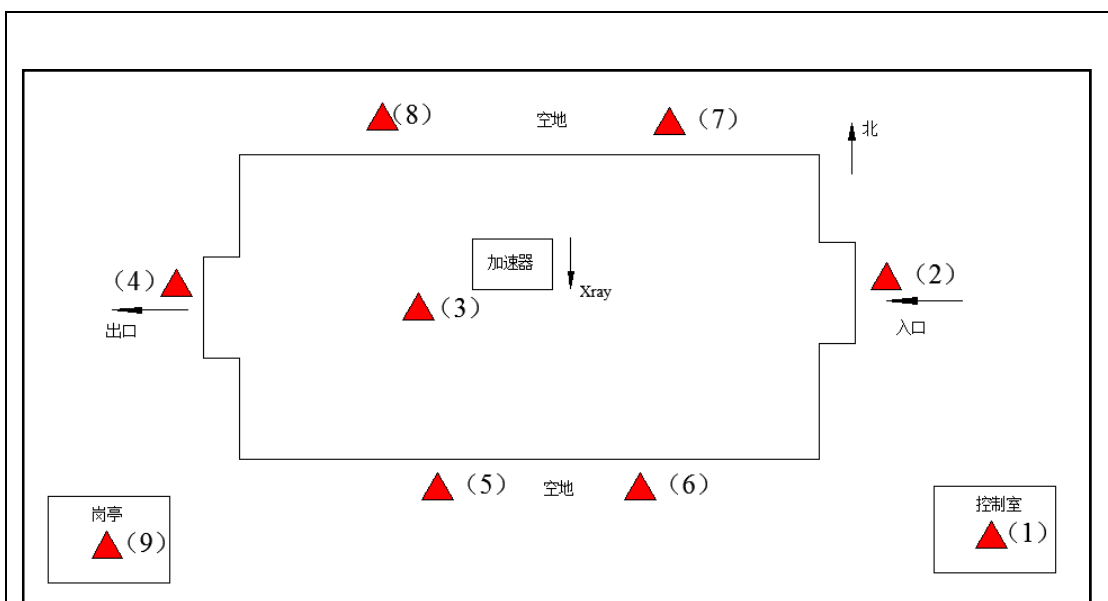 （8）
空地
（7）
北
加速器
Xray
（4）
出口
（3）
（2）
入口
（5）
空地
（6）
岗亭
（9）
控制室
（1）